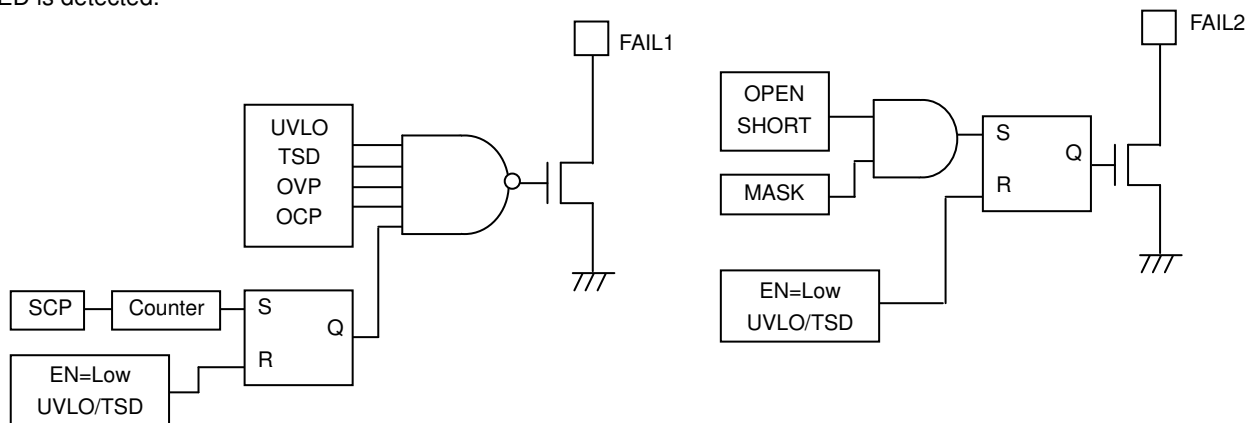 ED is detected.
FAIL1
FAIL2
UVLO
TSD
OVP
OCP
OPEN
SHORT
MASK
S
R
Q
EN=Low
UVLO/TSD
SCP
Counter
S
R
Q
EN=Low
UVLO/TSD